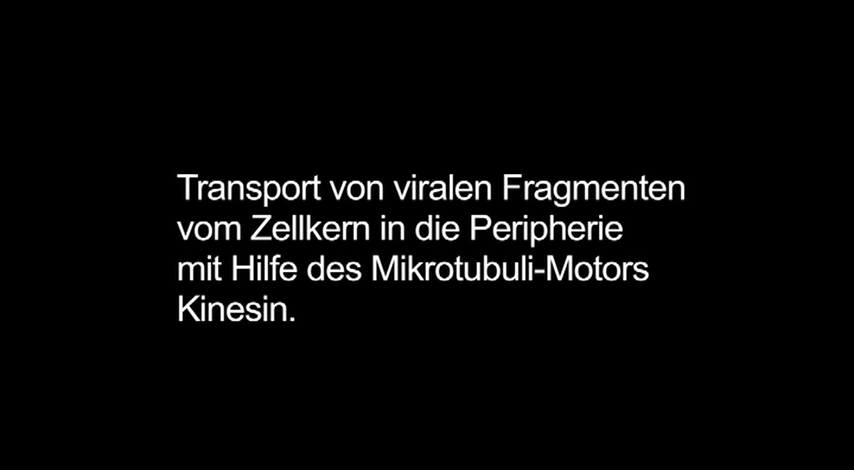 Transport von viralen Fragmenten
vom Zellkern in die Peripherie
mit Hilfe des Mikrotubuli-Motors
Kinesin.